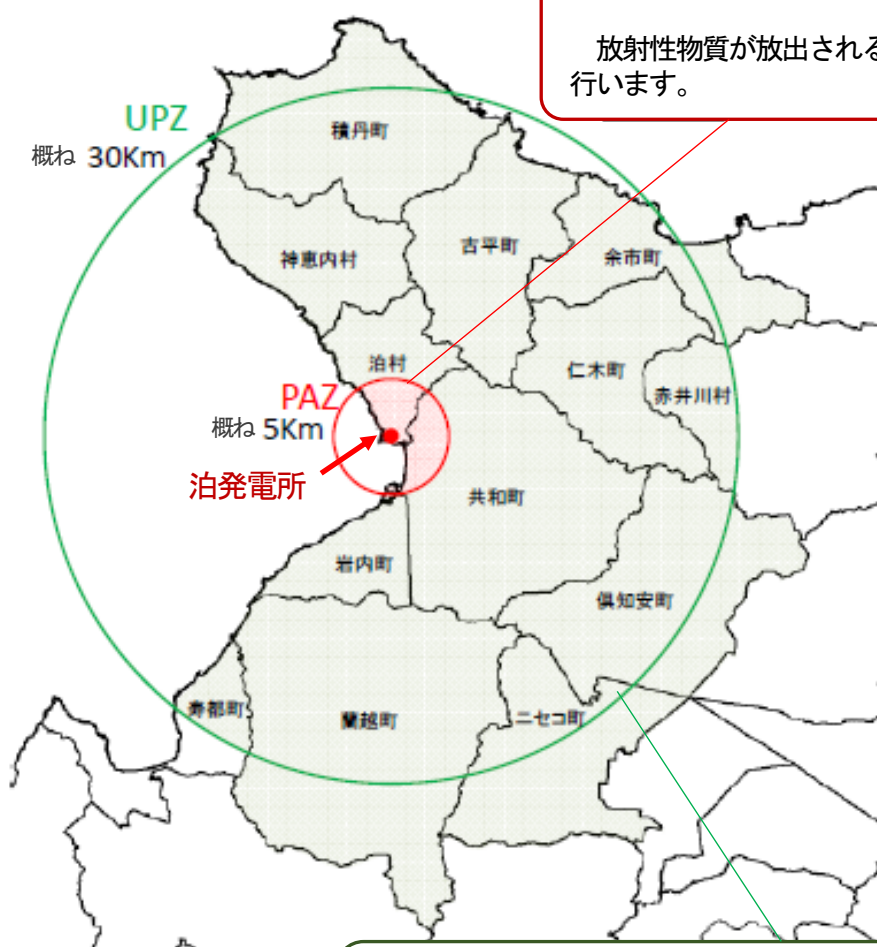 放射性物質が放出される
行います。
UPZ
概ね 30Km
積丹町
神恵内村
古平町
余市町
泊村
仁木町
赤井川村
PAZ
概ね 5Km
泊発電所
共和町
岩内町
倶知安町
寿都町
蘭越町
ニセコ町